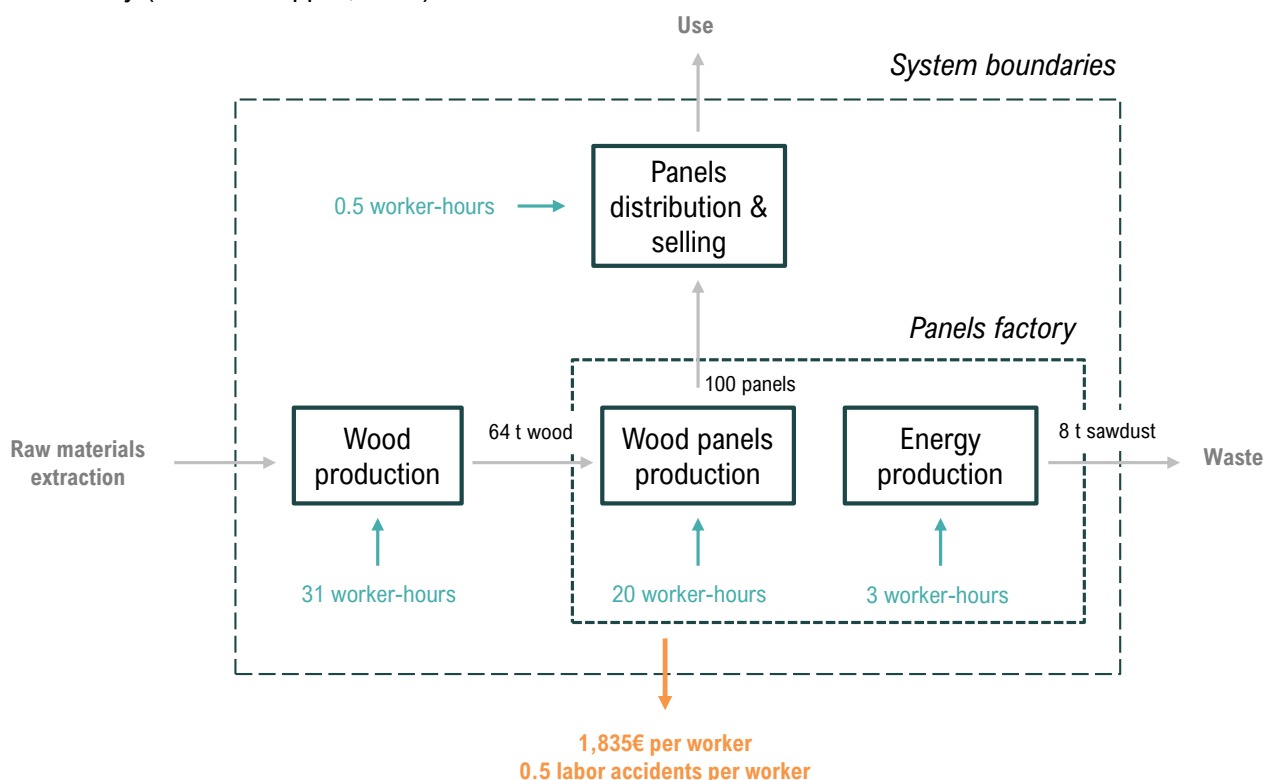 Use
System boundaries
Panels
distribution &
selling
0.5 worker-hours
Panels factory
100 panels
Raw materials
extraction
Wood
production
64 t wood
Wood panels
production
Energy
production
8 t sawdust
Waste
31 worker-hours
20 worker-hours
3 worker-hours
1,835€ per worker
0.5 labor accidents per worker